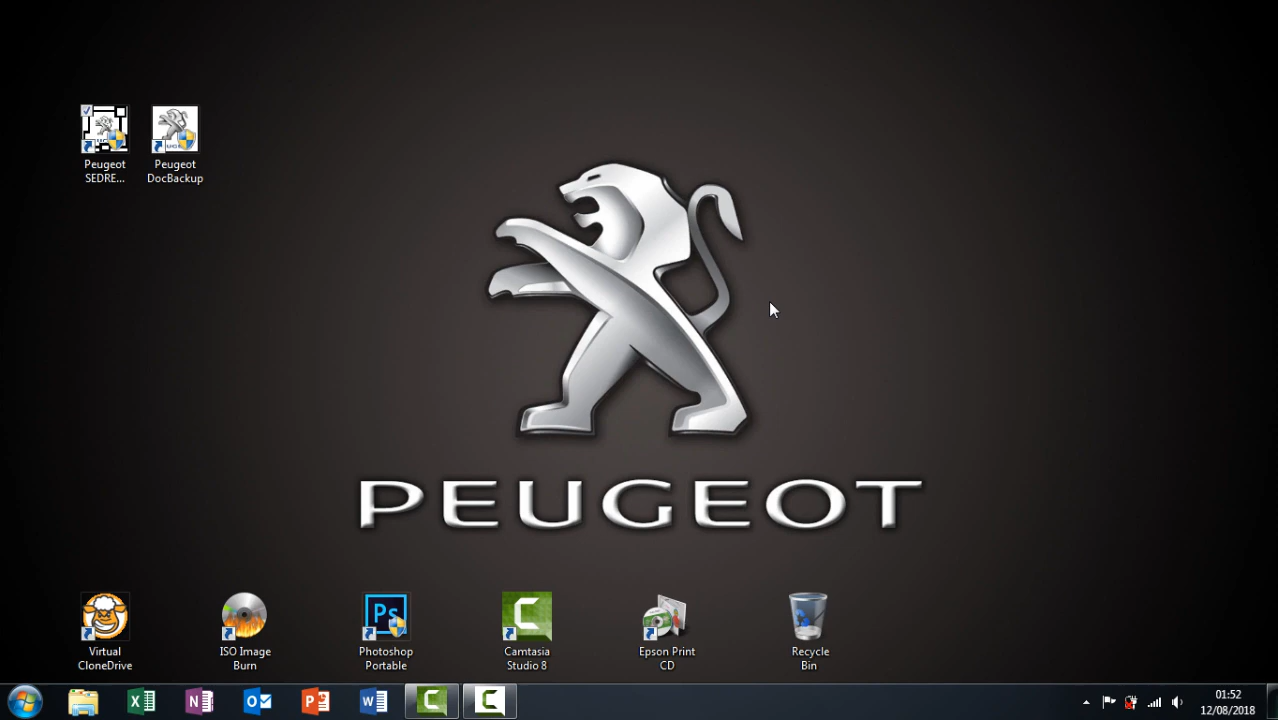 Peugeot
SEDRE...
Peugeot
DocBackup
PEUGEOT
Virtual
CloneDrive
ISO Image
Burn
Ps
Photoshop
Portable
Camtasia
Studio 8
Epson Print
CD
Recycle
Bin
01:52
12/08/2018